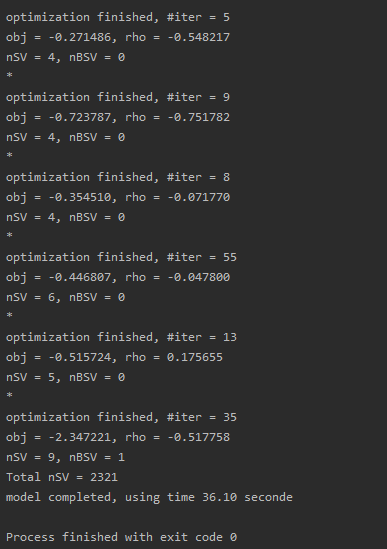 optimization finished, #iter = 5
obj = -0.271486, rho = -0.548217
nSV = 4, nBSV = 0
*
optimization finished, #iter = 9
obj = -0.723787, rho = -0.751782
nSV = 4, nBSV = 0
*
optimization finished, #iter = 8
obj = -0.354510, rho = -0.071770
nSV = 4, nBSV = 0
*
optimization finished, #iter = 55
obj = -0.446807, rho = -0.047800
nSV = 6, nBSV = 0
*
optimization finished, #iter = 13
obj = -0.515724, rho = 0.175655
nSV = 5, nBSV = 0
*
optimization finished, #iter = 35
obj = -2.347221, rho = -0.517758
nSV = 9, nBSV = 1
Total nSV = 2321
model completed, using time 36.10 seconde
Process finished with exit code 0